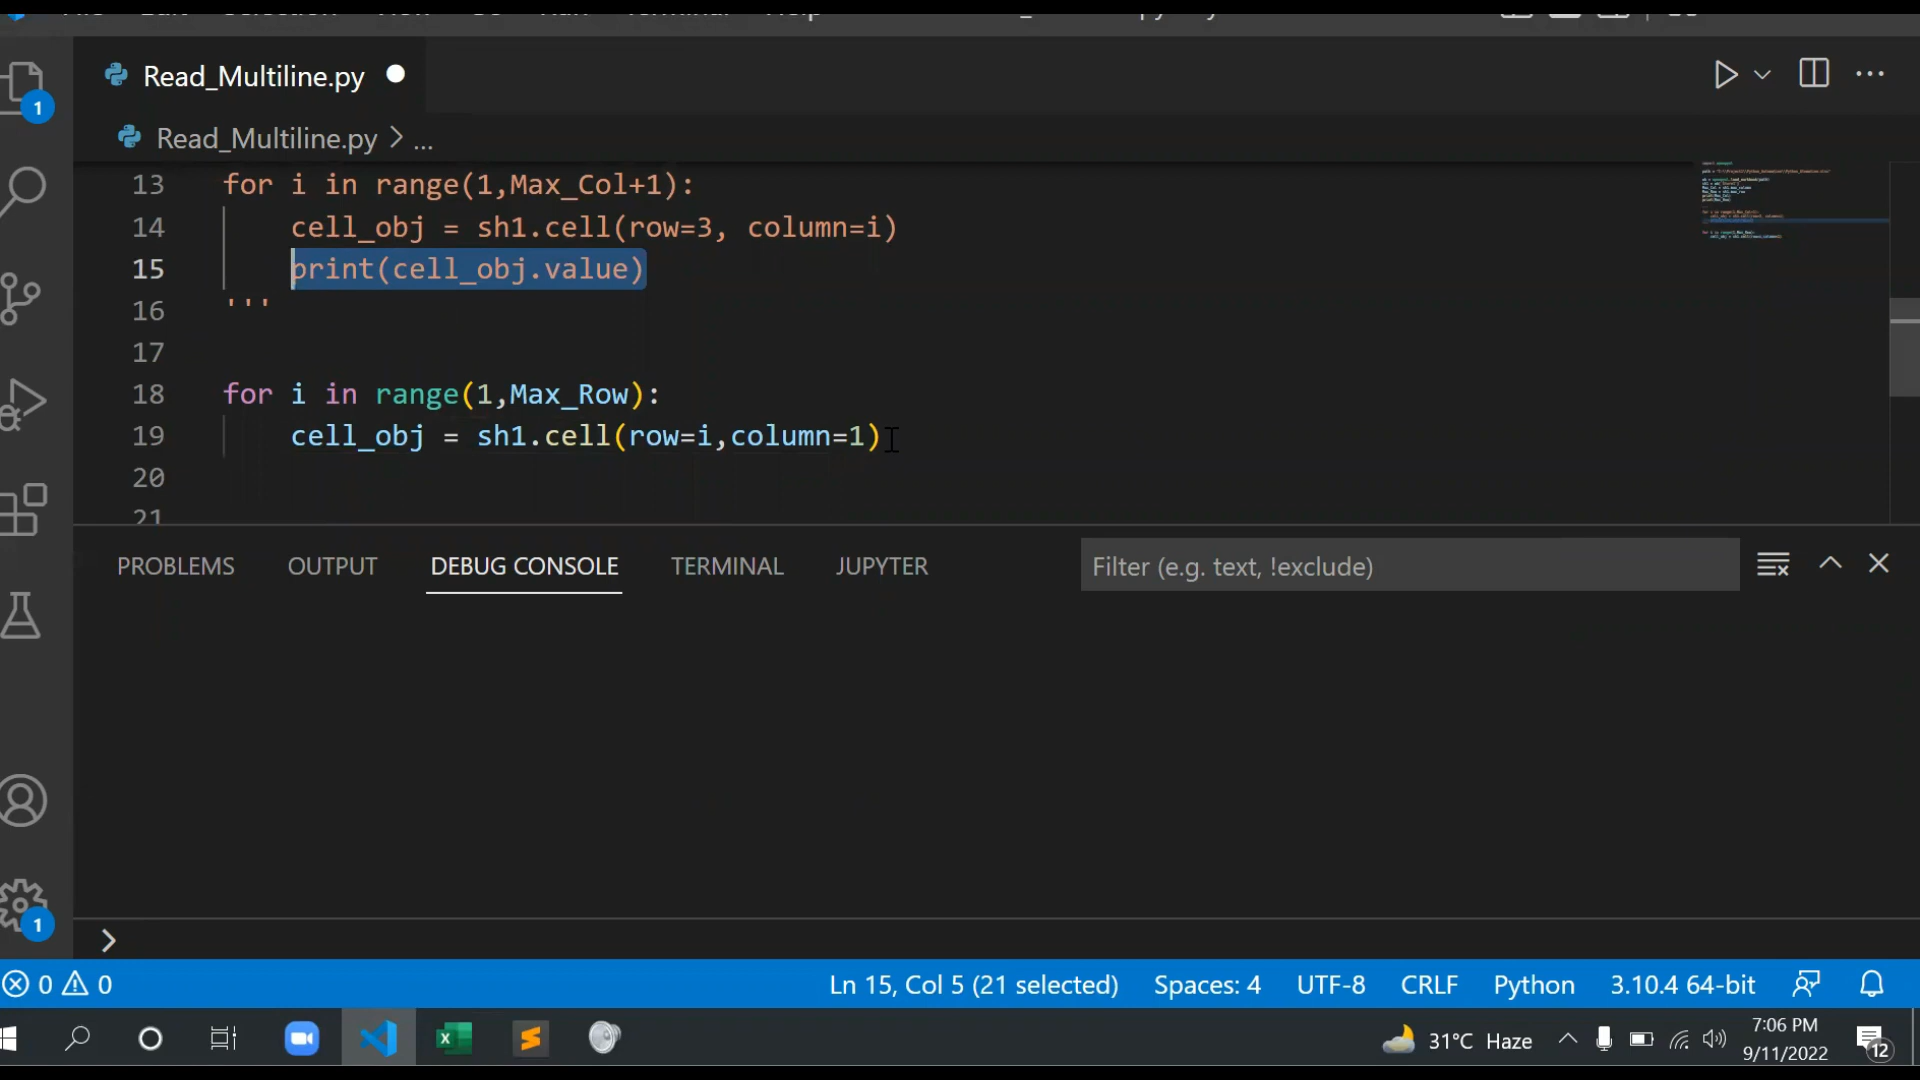 Read_Multiline.py
Read_Multiline.py > ...
13 for i in range(1,Max_Col+1):
14 cell_obj = sh1.cell(row=3, column=i)
15 print(cell_obj.value)
16 '''
17
18 for i in range(1,Max_Row):
19 cell_obj = sh1.cell(row=i,column=1)
20
21
1
PROBLEMS OUTPUT DEBUG CONSOLE TERMINAL JUPYTER Filter (e.g. text, !exclude)
1
0 0 Ln 15, Col 5 (21 selected) Spaces: 4 UTF-8 CRLF Python 3.10.4 64-bit
31°C Haze 7:06 PM
9/11/2022 12